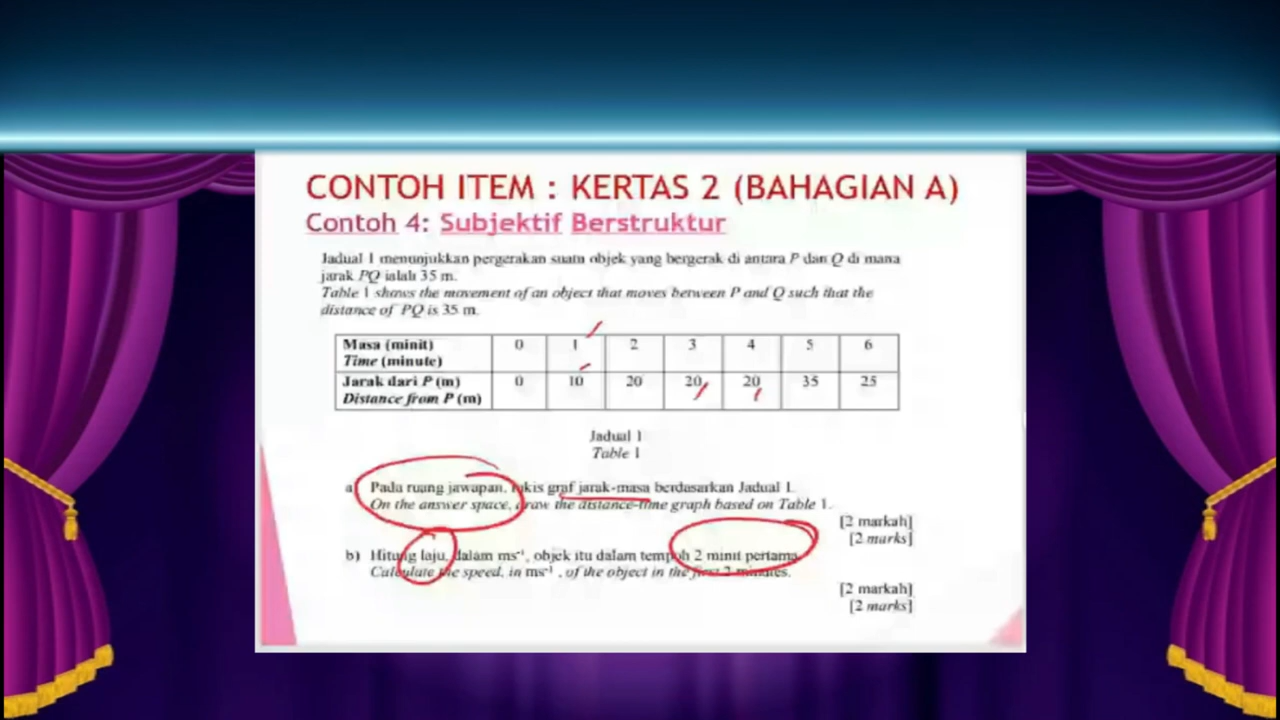 CONTOH ITEM : KERTAS 2 (BAHAGIAN A)
Contoh 4: Subjektif Berstruktur
Jadual 1 menunjukkan pergerakan suatu objek yang bergerak di antara P dan Q di mana
jarak PQ ialah 35 m.
Table 1 shows the movement of an object that moves between P and Q such that the
distance of PQ is 35 m.
Masa (minit) 0 1 2 3 4 5 6
Time (minute)
Jarak dari P (m) 0 10 20 20 20 35 25
Distance from P (m)
Jadual 1
Table 1
a Pada ruang jawapan, lukis graf jarak-masa berdasarkan Jadual 1.
On the answer space, draw the distance-time graph based on Table 1.
[2 markah]
[2 marks]
b) Hitung laju, dalam ms⁻¹, objek itu dalam tempoh 2 minit pertama.
Calculate the speed, in ms⁻¹, of the object in the first 2 minutes.
[2 markah]
[2 marks]